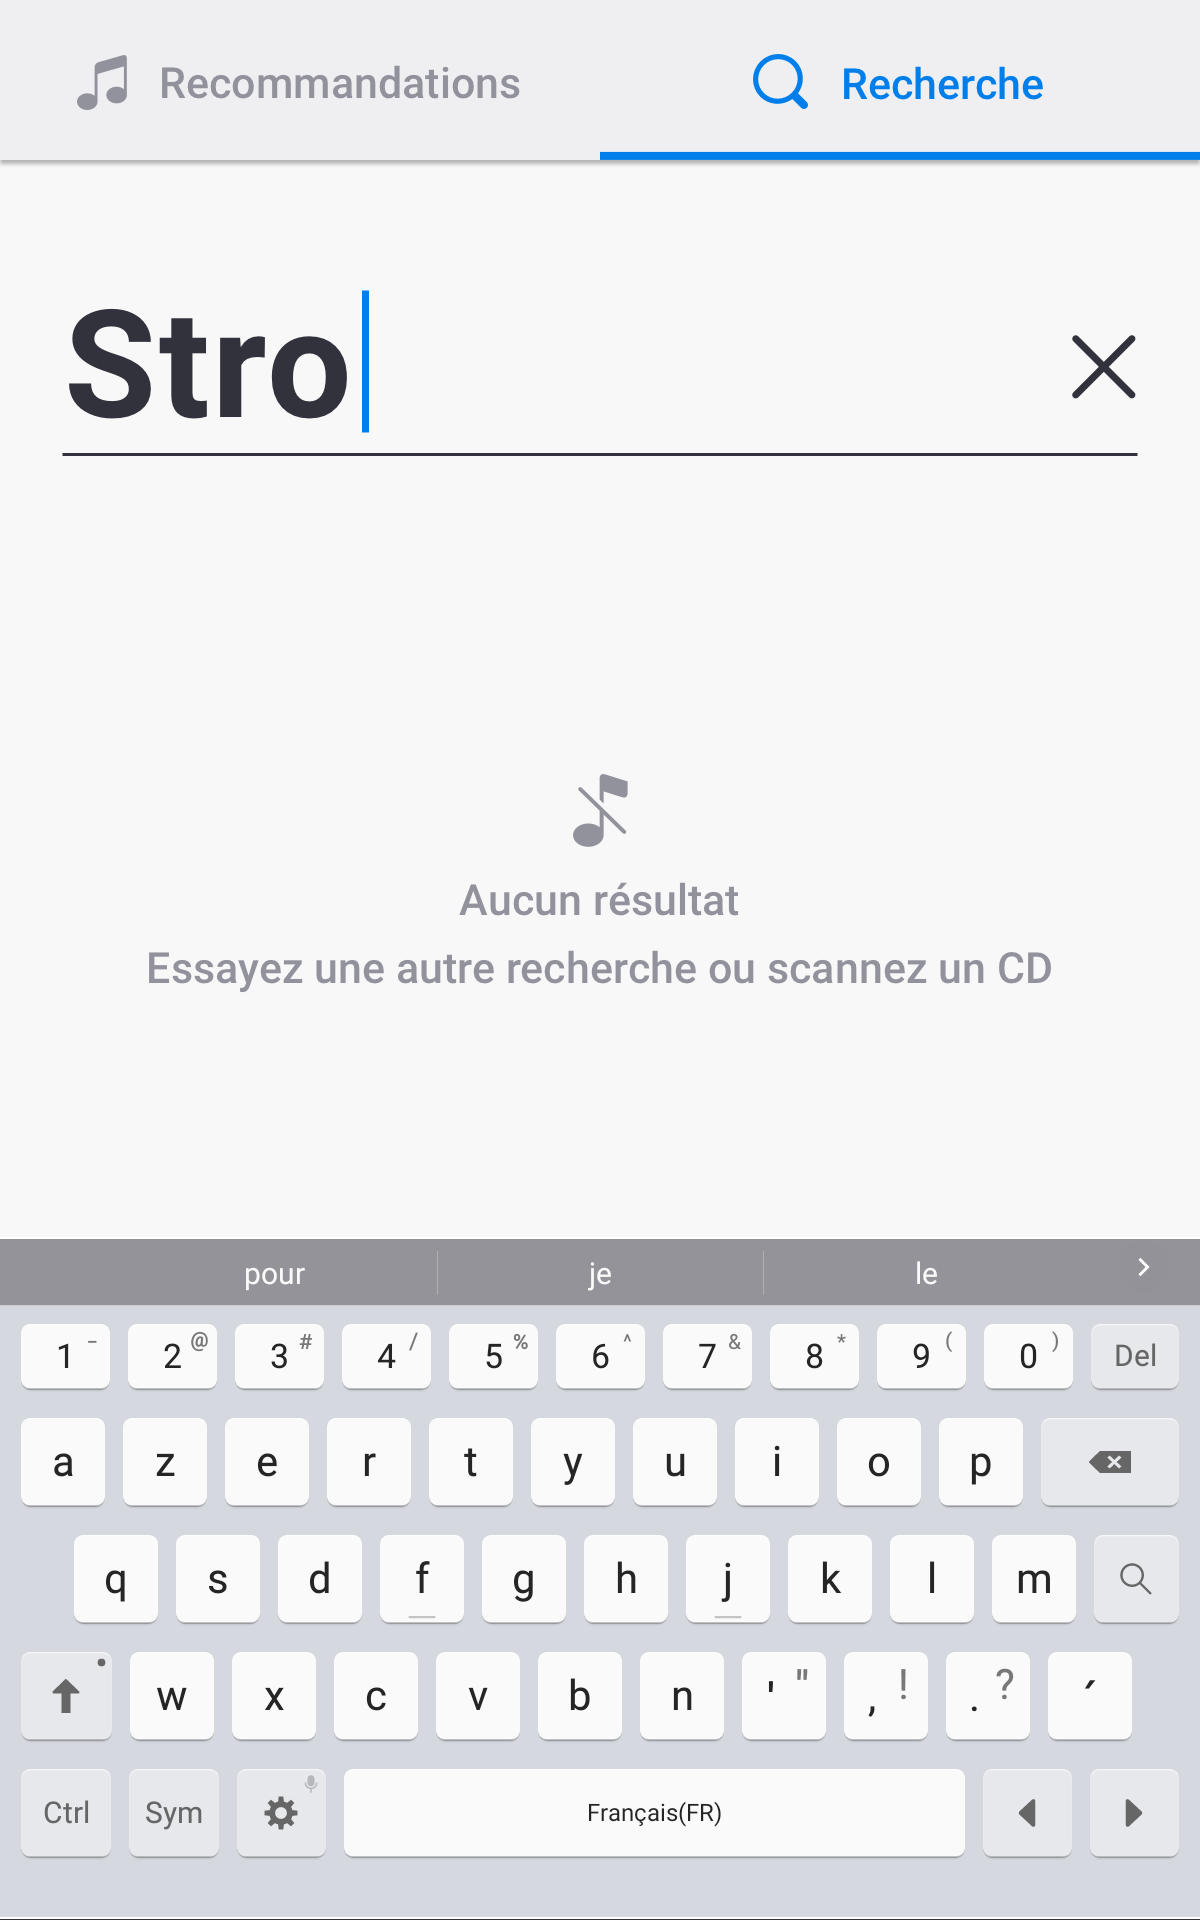 Recommandations Recherche
Stro
Aucun résultat
Essayez une autre recherche ou scannez un CD
pour je le
1 - 2 @ 3 # 4 / 5 % 6 ^ 7 & 8 * 9 ( 0 ) Del
a z e r t y u i o p
q s d f g h j k l m
w x c v b n ' " , ! . ? ´
Ctrl Sym Français(FR)